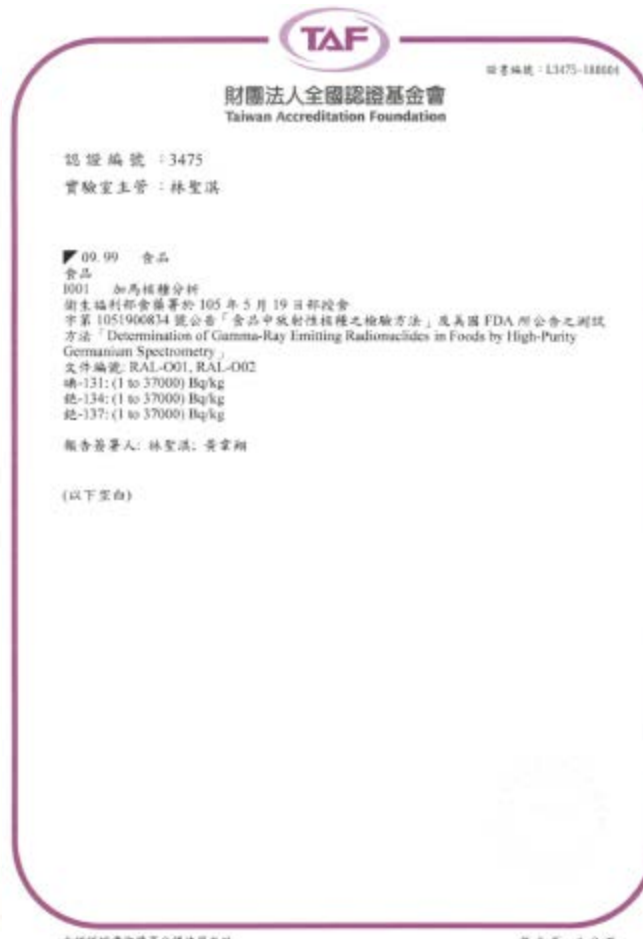 TAF
證書編號：L3475-180604
財團法人全國認證基金會
Taiwan Accreditation Foundation
認證編號：3475
實驗室主管：林聖淇
09.99 食品
食品
I001 加馬核種分析
衛生福利部食藥署於 105 年 5 月 19 日部授食
字第 1051900834 號公告「食品中放射性核種之檢驗方法」及美國 FDA 所公告之測試
方法「Determination of Gamma-Ray Emitting Radionuclides in Foods by High-Purity
Germanium Spectrometry」
文件編號: RAL-O01, RAL-O02
碘-131: (1 to 37000) Bq/kg
銫-134: (1 to 37000) Bq/kg
銫-137: (1 to 37000) Bq/kg
報告簽署人: 林聖淇; 黃韋翔
(以下空白)